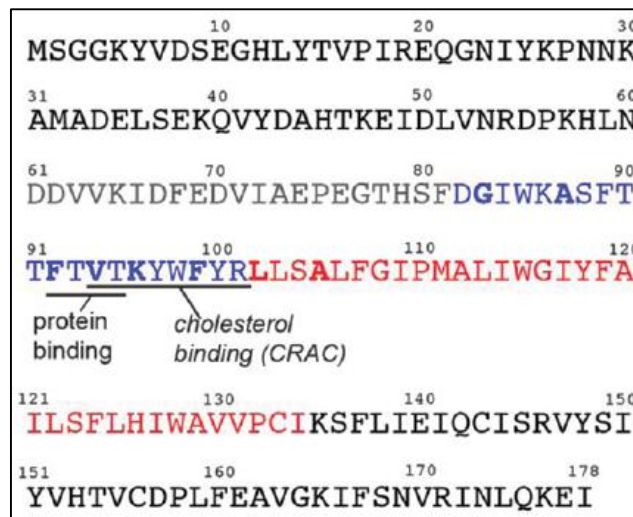 10 20 30
MSGGKYVDSEGHLYTVPIREQGNIYKPNNK
31 40 50 60
AMADELSEKQVYDAHTKEIDLVNRDPKHLN
61 70 80 90
DDVVKIDFEDVIAEPEGTHSFDGIWKASFT
91 100 110 120
TFTVTKYWFYRLLSALFGIPMALIWGIYFA
protein cholesterol
binding binding (CRAC)
121 130 140 150
ILSFLHIWAVVPCIKSFLIEIQCISRVYSI
151 160 170 178
YVHTVCDPLFEAVGKIFSNVRINLQKEI